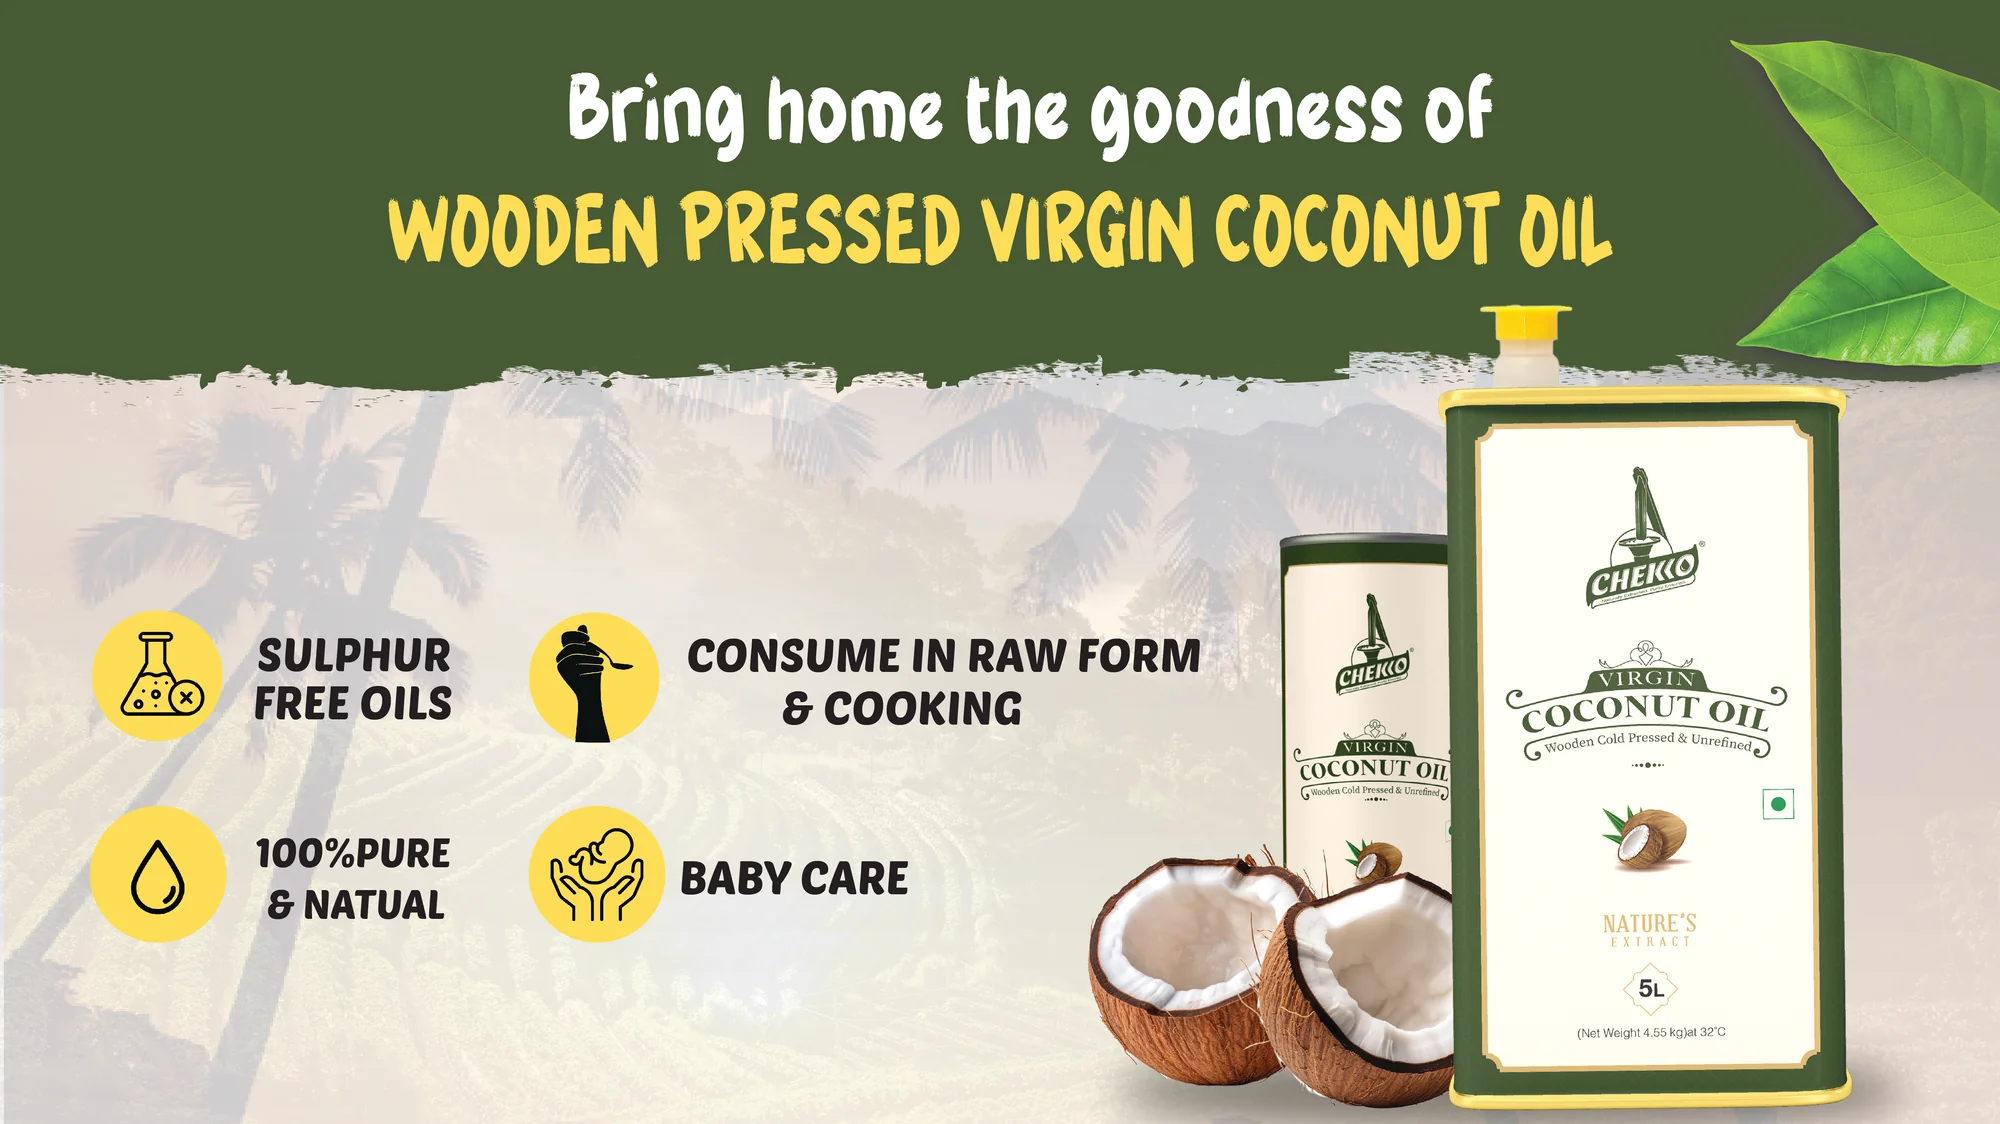 Bring home the goodness of
WOODEN PRESSED VIRGIN COCONUT OIL
SULPHUR
FREE OILS
CONSUME IN RAW FORM
& COOKING
100%PURE
& NATUAL
BABY CARE
CHEKKO
VIRGIN
COCONUT OIL
Wooden Cold Pressed & Unrefined
CHEKKO
®
VIRGIN
COCONUT OIL
Wooden Cold Pressed & Unrefined
NATURE'S
EXTRACT
5L
(Net Weight 4.55 kg)at 32°C